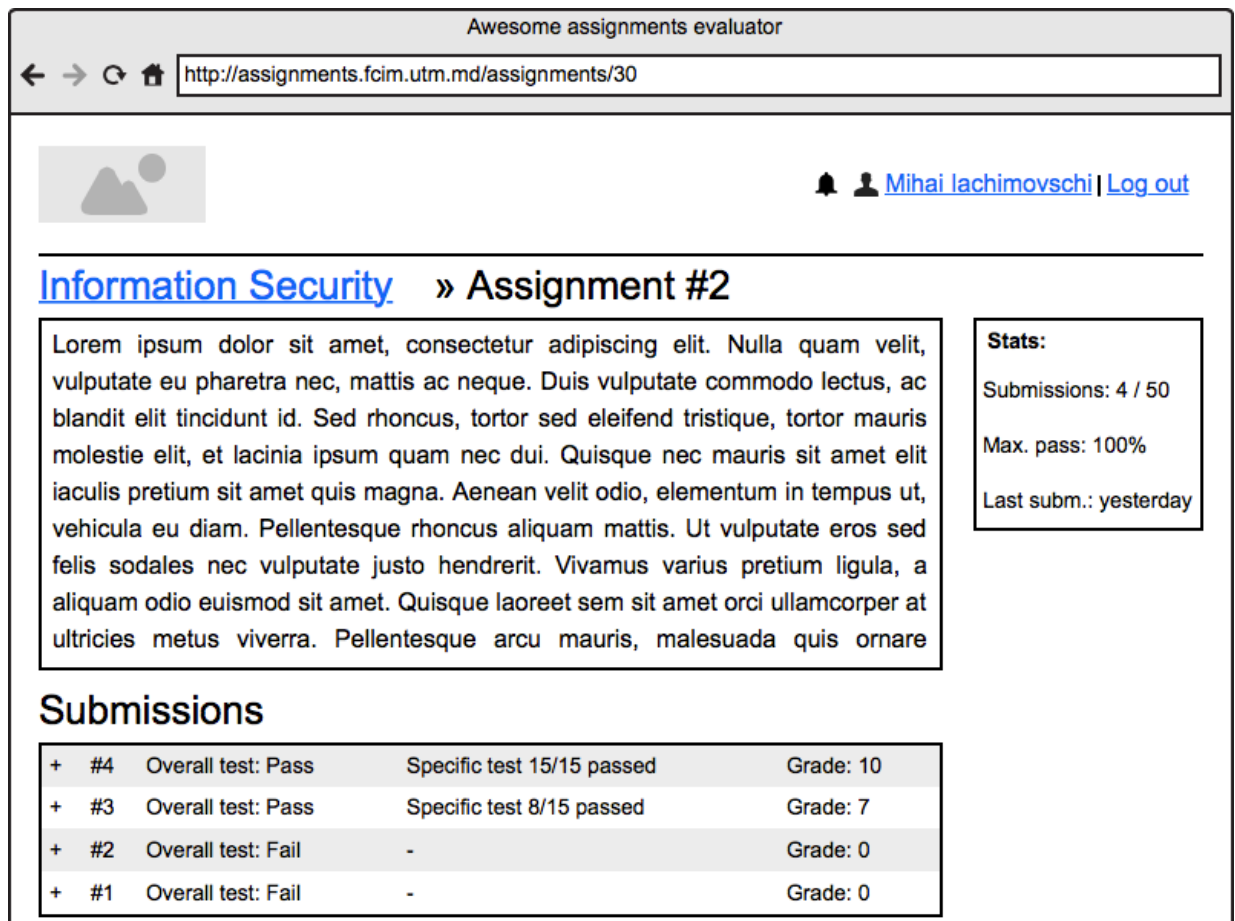 Awesome assignments evaluator
http://assignments.fcim.utm.md/assignments/30
Mihai Iachimovschi | Log out
Information Security » Assignment #2
Lorem ipsum dolor sit amet, consectetur adipiscing elit. Nulla quam velit,
vulputate eu pharetra nec, mattis ac neque. Duis vulputate commodo lectus, ac
blandit elit tincidunt id. Sed rhoncus, tortor sed eleifend tristique, tortor mauris
molestie elit, et lacinia ipsum quam nec dui. Quisque nec mauris sit amet elit
iaculis pretium sit amet quis magna. Aenean velit odio, elementum in tempus ut,
vehicula eu diam. Pellentesque rhoncus aliquam mattis. Ut vulputate eros sed
felis sodales nec vulputate justo hendrerit. Vivamus varius pretium ligula, a
aliquam odio euismod sit amet. Quisque laoreet sem sit amet orci ullamcorper at
ultricies metus viverra. Pellentesque arcu mauris, malesuada quis ornare
Stats:
Submissions: 4 / 50
Max. pass: 100%
Last subm.: yesterday
Submissions
+ #4 Overall test: Pass Specific test 15/15 passed Grade: 10
+ #3 Overall test: Pass Specific test 8/15 passed Grade: 7
+ #2 Overall test: Fail - Grade: 0
+ #1 Overall test: Fail - Grade: 0